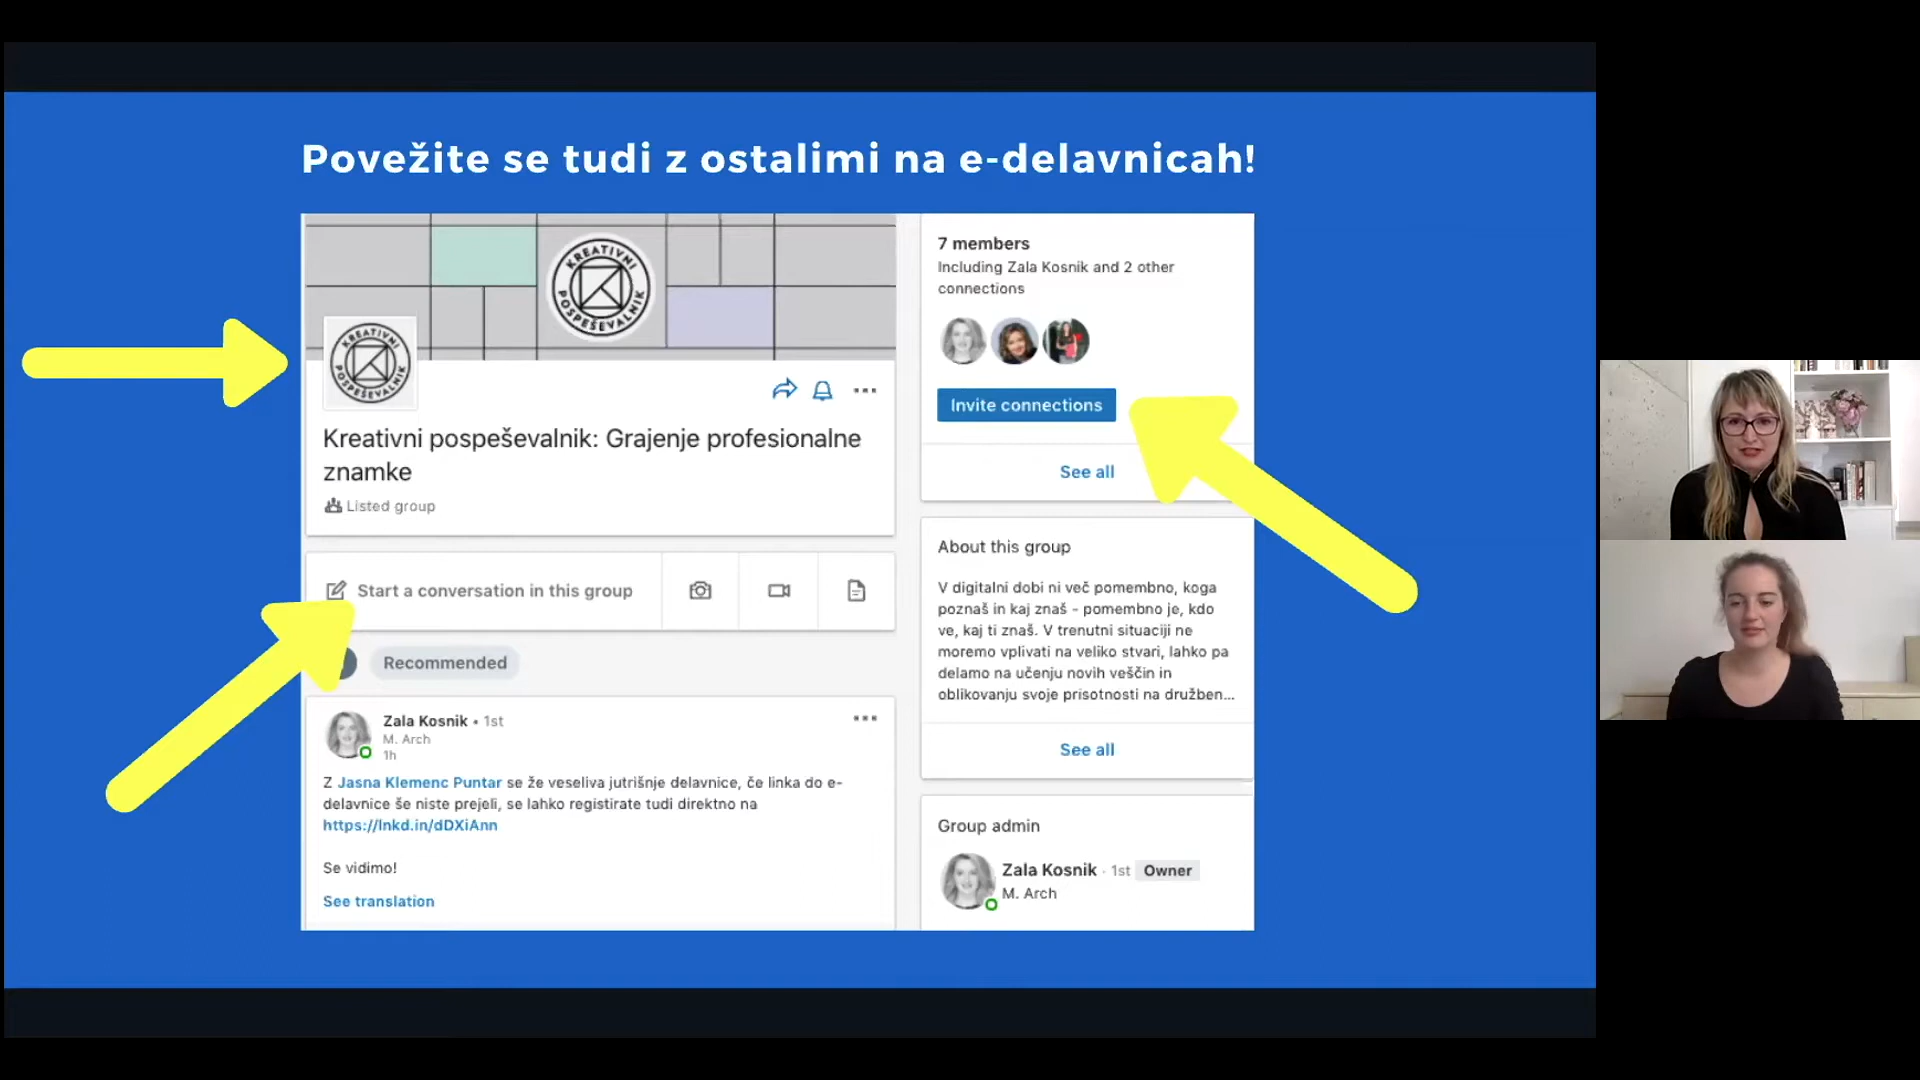 Povežite se tudi z ostalimi na e-delavnicah!
KREATIVNI
POSPEŠEVALNIK
KREATIVNI
POSPEŠEVALNIK
Kreativni pospeševalnik: Grajenje profesionalne
znamke
Listed group
Start a conversation in this group
Recommended
Zala Kosnik • 1st
M. Arch
1h
Z Jasna Klemenc Puntar se že veseliva jutrišnje delavnice, če linka do e-
delavnice še niste prejeli, se lahko registirate tudi direktno na
https://lnkd.in/dDXiAnn
Se vidimo!
See translation
7 members
Including Zala Kosnik and 2 other
connections
Invite connections
See all
About this group
V digitalni dobi ni več pomembno, koga
poznaš in kaj znaš - pomembno je, kdo
ve, kaj ti znaš. V trenutni situaciji ne
moremo vplivati na veliko stvari, lahko pa
delamo na učenju novih veščin in
oblikovanju svoje prisotnosti na družben...
See all
Group admin
Zala Kosnik · 1st Owner
M. Arch